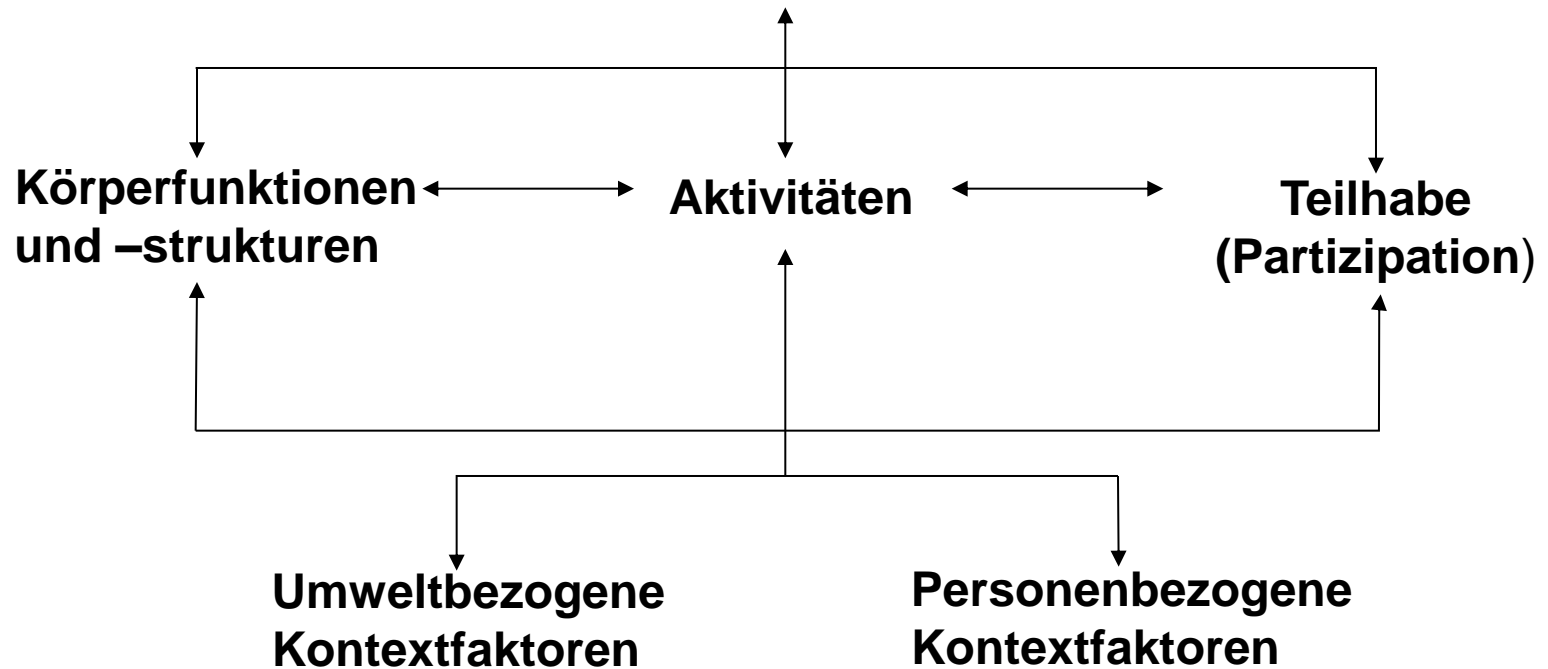 Körperfunktionen
und –strukturen
Aktivitäten
Teilhabe
(Partizipation)
Umweltbezogene
Kontextfaktoren
Personenbezogene
Kontextfaktoren